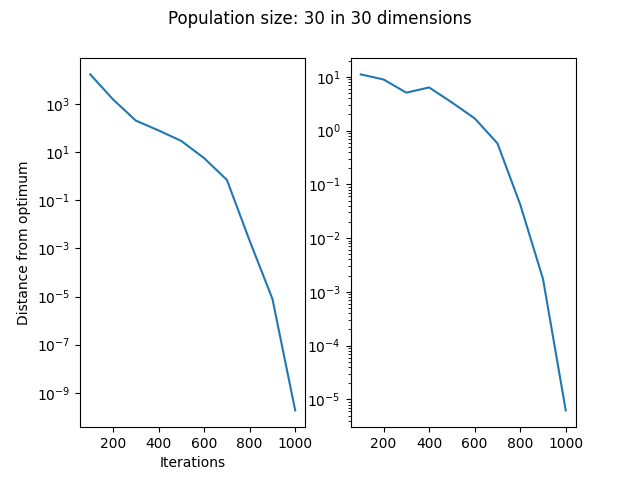 Population size: 30 in 30 dimensions
Distance from optimum
10³
10¹
10⁻¹
10⁻³
10⁻⁵
10⁻⁷
10⁻⁹
200 400 600 800 1000
Iterations
10¹
10⁰
10⁻¹
10⁻²
10⁻³
10⁻⁴
10⁻⁵
200 400 600 800 1000